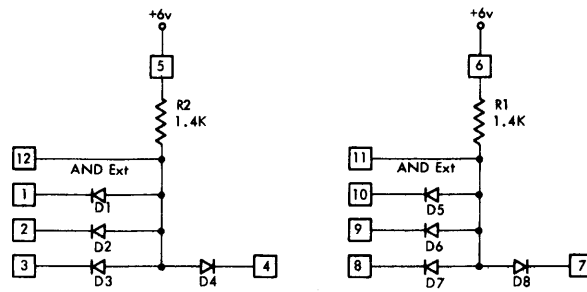 +6v +6v
5 6
R2 R1
1.4K 1.4K
12 11
AND Ext AND Ext
1 10
D1 D5
2 9
D2 D6
3 4 8 7
D3 D4 D7 D8